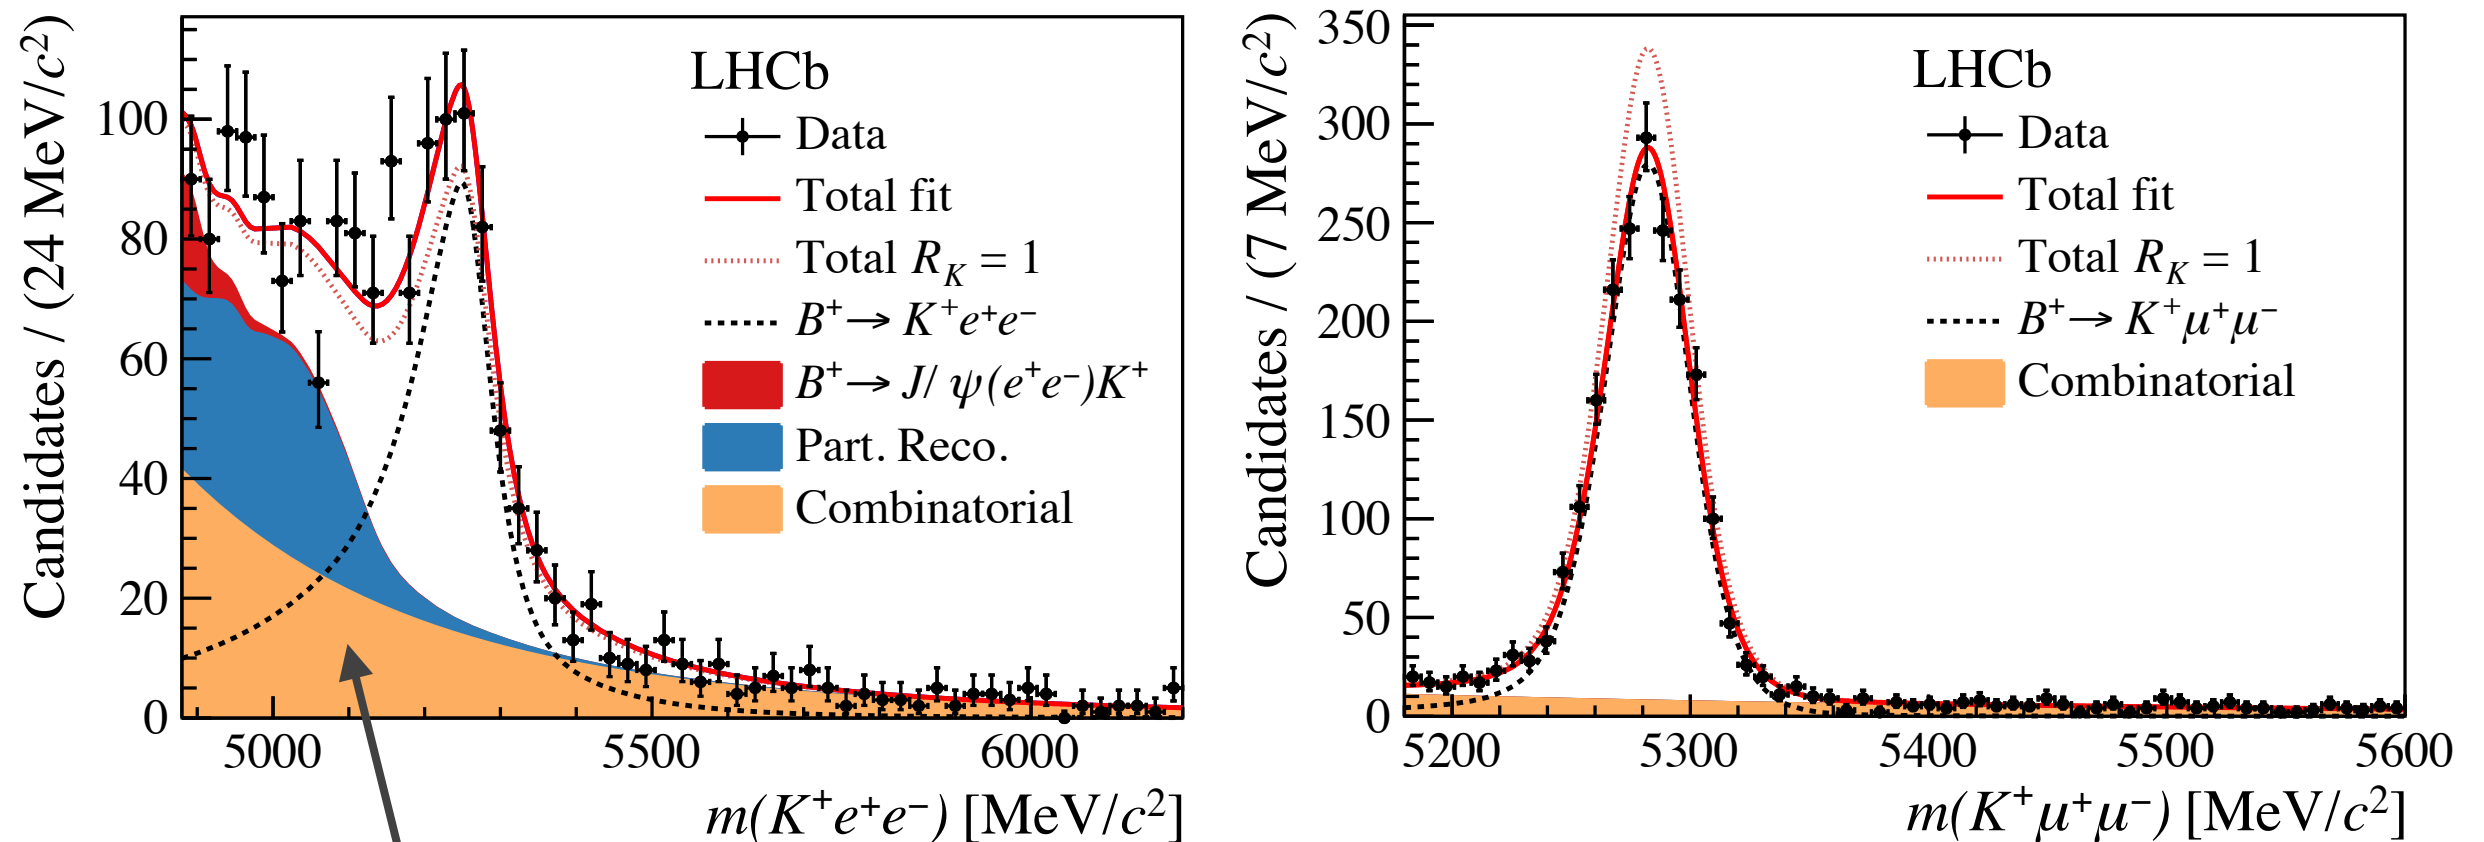 Candidates / (24 MeV/c²)
100
80
60
40
20
0
5000
5500
6000
m(K⁺e⁺e⁻) [MeV/c²]
LHCb
Data
Total fit
Total R_K = 1
B⁺→ K⁺e⁺e⁻
B⁺→ J/ψ(e⁺e⁻)K⁺
Part. Reco.
Combinatorial
Candidates / (7 MeV/c²)
350
300
250
200
150
100
50
0
5200
5300
5400
5500
5600
m(K⁺μ⁺μ⁻) [MeV/c²]
LHCb
Data
Total fit
Total R_K = 1
B⁺→ K⁺μ⁺μ⁻
Combinatorial